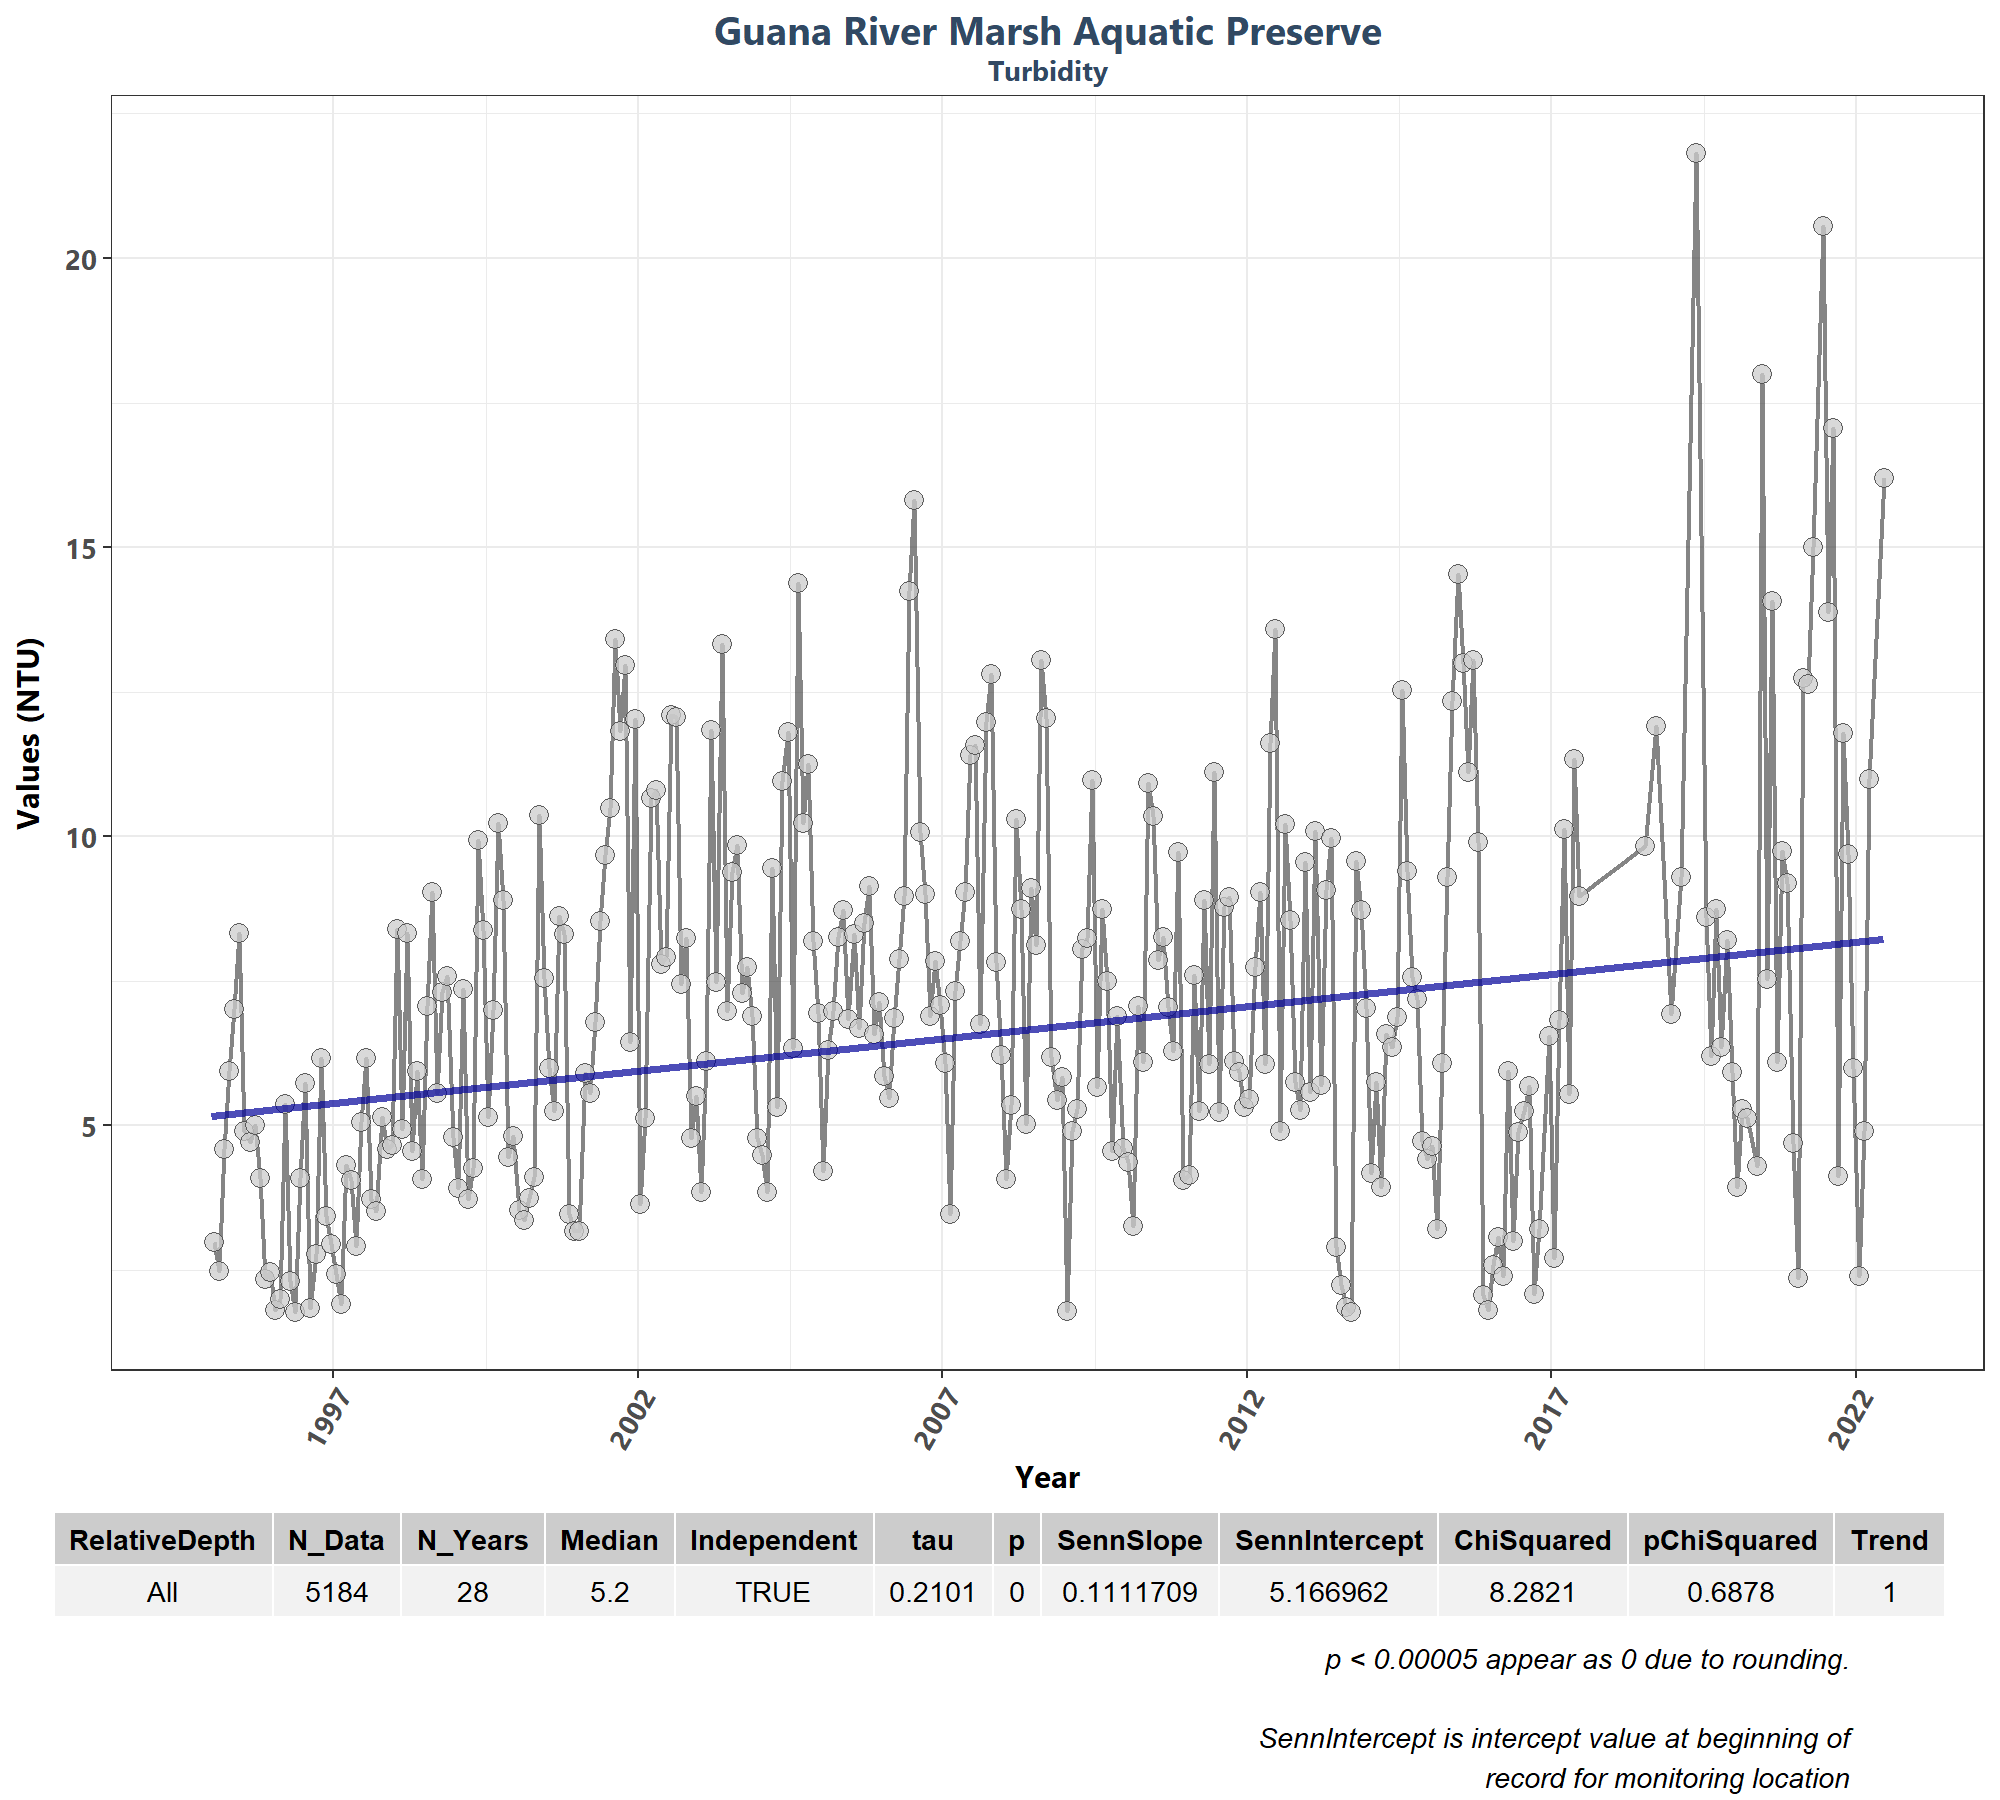 Guana River Marsh Aquatic Preserve
Turbidity
Values (NTU)
20
15
10
5
1997 2002 2007 2012 2017 2022
Year
RelativeDepth N_Data N_Years Median Independent tau p SennSlope SennIntercept ChiSquared pChiSquared Trend
All 5184 28 5.2 TRUE 0.2101 0 0.1111709 5.166962 8.2821 0.6878 1
p < 0.00005 appear as 0 due to rounding.
SennIntercept is intercept value at beginning of
record for monitoring location